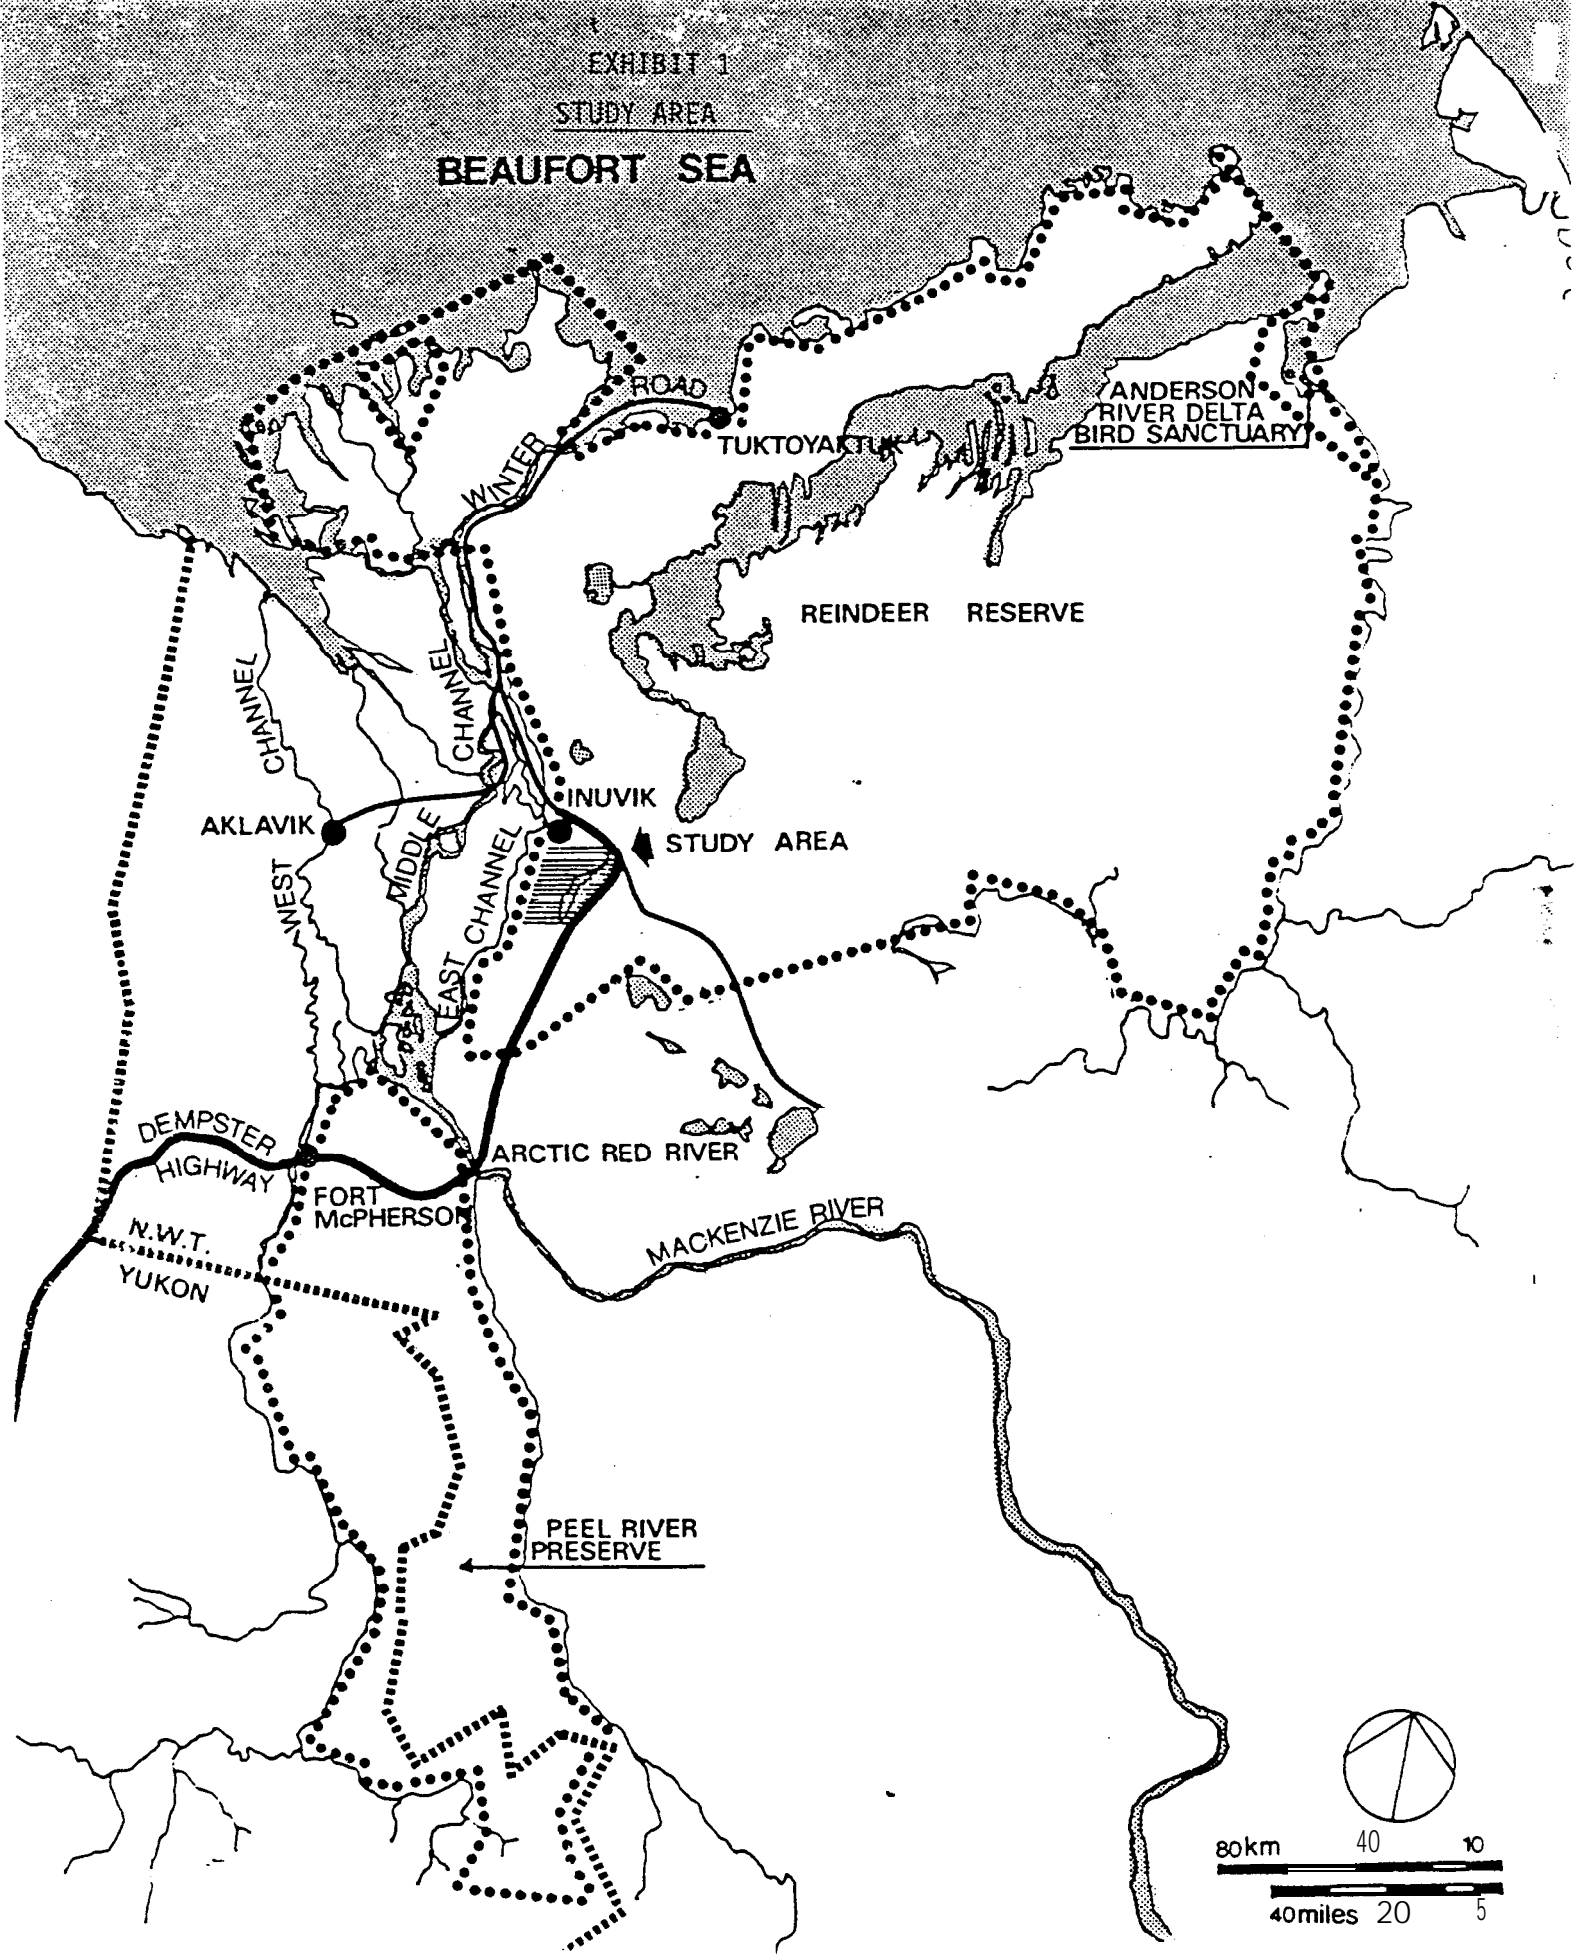 EXHIBIT 1
STUDY AREA
BEAUFORT SEA
ROAD
WINTER
TUKTOYAKTUK
ANDERSON
RIVER DELTA
BIRD SANCTUARY
REINDEER RESERVE
CHANNEL
CHANNEL
INUVIK
AKLAVIK
STUDY AREA
MIDDLE
WEST
EAST CHANNEL
DEMPSTER
HIGHWAY
ARCTIC RED RIVER
FORT
McPHERSON
MACKENZIE RIVER
N.W.T.
YUKON
PEEL RIVER
PRESERVE
80km 40 10
40miles 20 5